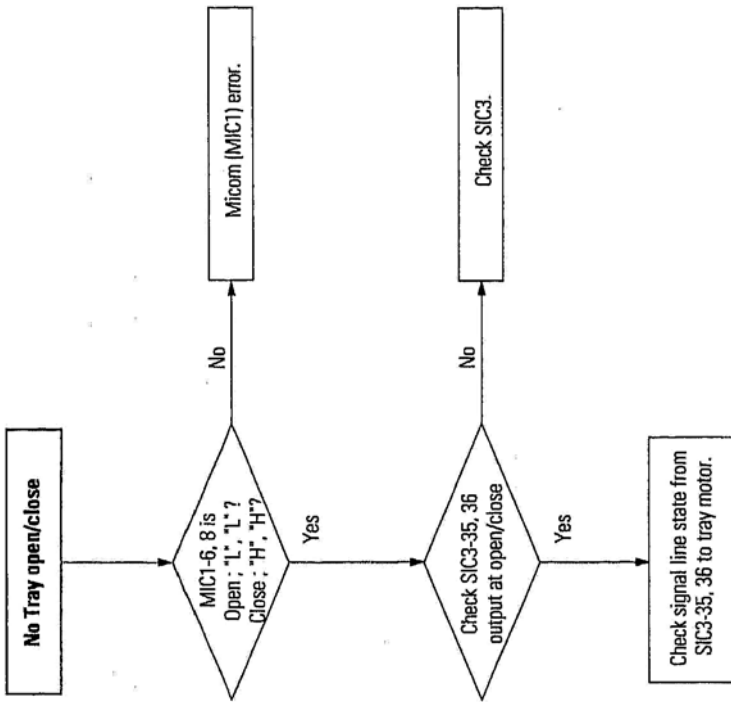 No Tray open/close
MIC1-6, 8 is
Open ; "L", "L" ?
Close ; "H", "H"?
No
Micom (MIC1) error.
Yes
Check SIC3-35, 36
output at open/close
No
Check SIC3.
Yes
Check signal line state from
SIC3-35, 36 to tray motor.